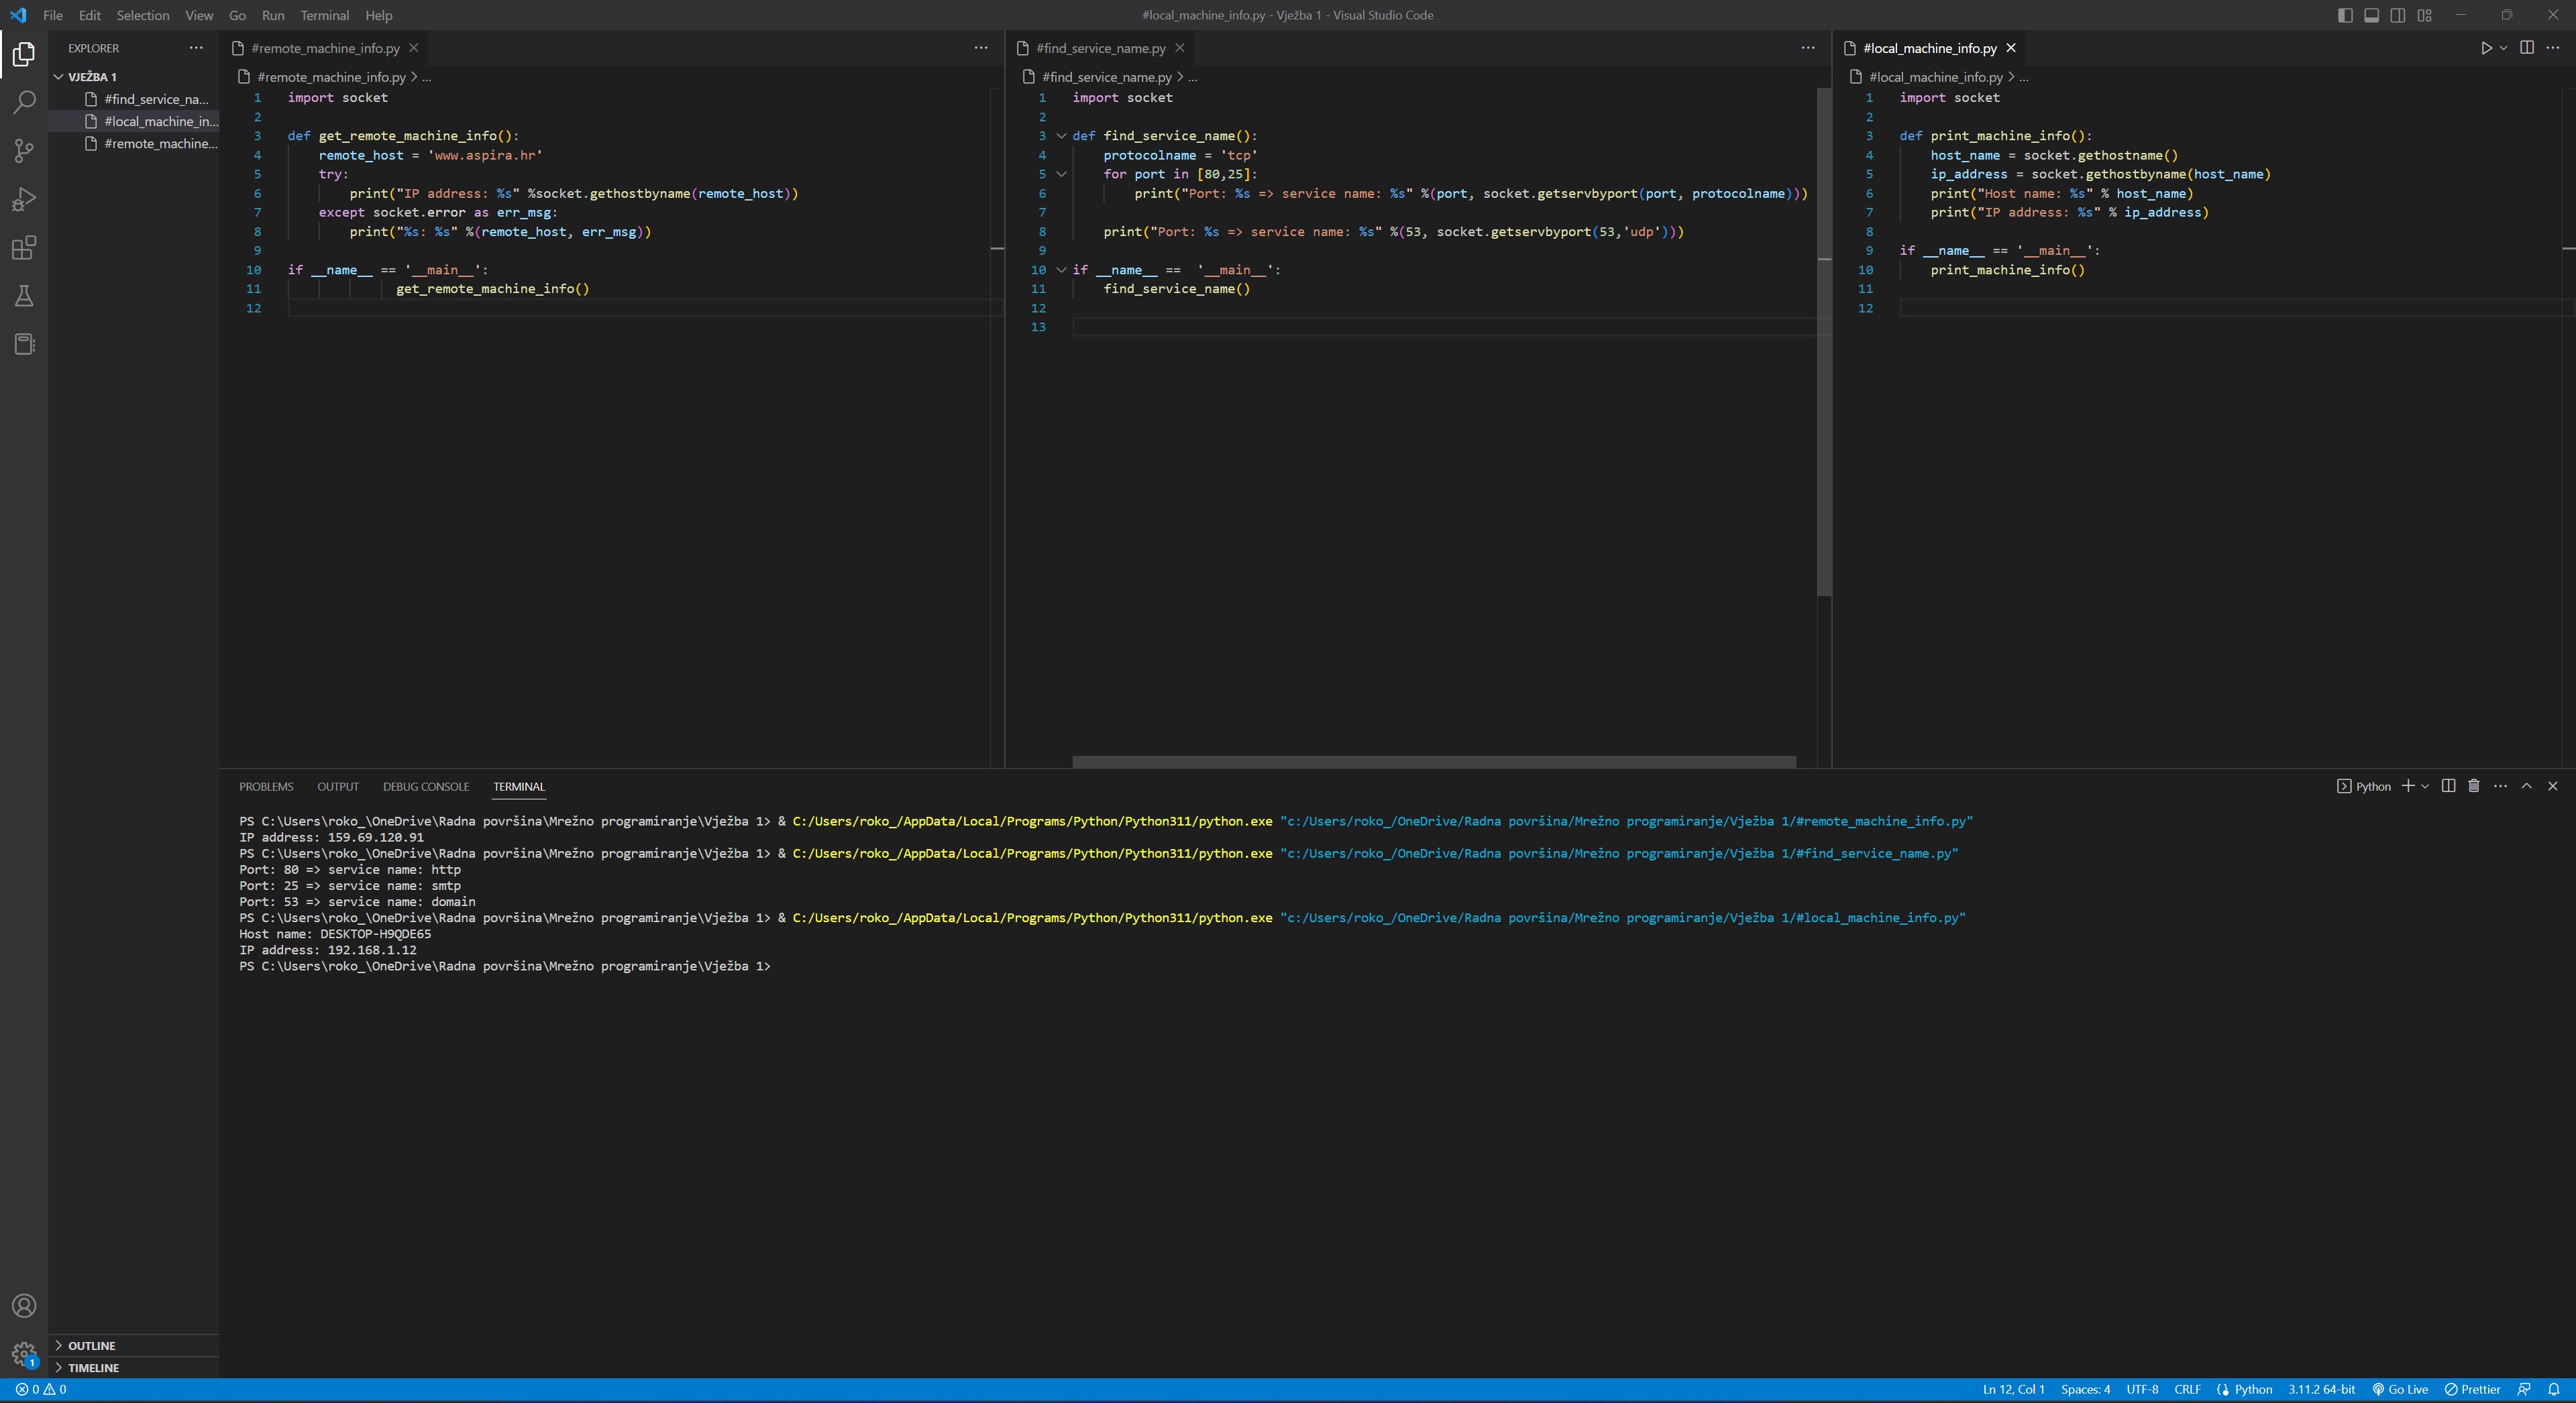 File Edit Selection View Go Run Terminal Help
#local_machine_info.py - Vježba 1 - Visual Studio Code
EXPLORER
VJEŽBA 1
#find_service_na...
#local_machine_in...
#remote_machine...
OUTLINE
TIMELINE
#remote_machine_info.py
#remote_machine_info.py > ...
1 import socket
2
3 def get_remote_machine_info():
4 remote_host = 'www.aspira.hr'
5 try:
6 print("IP address: %s" %socket.gethostbyname(remote_host))
7 except socket.error as err_msg:
8 print("%s: %s" %(remote_host, err_msg))
9
10 if __name__ == '__main__':
11 get_remote_machine_info()
12
#find_service_name.py
#find_service_name.py > ...
1 import socket
2
3 def find_service_name():
4 protocolname = 'tcp'
5 for port in [80,25]:
6 print("Port: %s => service name: %s" %(port, socket.getservbyport(port, protocolname)))
7
8 print("Port: %s => service name: %s" %(53, socket.getservbyport(53,'udp')))
9
10 if __name__ == '__main__':
11 find_service_name()
12
13
#local_machine_info.py
#local_machine_info.py > ...
1 import socket
2
3 def print_machine_info():
4 host_name = socket.gethostname()
5 ip_address = socket.gethostbyname(host_name)
6 print("Host name: %s" % host_name)
7 print("IP address: %s" % ip_address)
8
9 if __name__ == '__main__':
10 print_machine_info()
11
12
PROBLEMS OUTPUT DEBUG CONSOLE TERMINAL
Python
PS C:\Users\roko_\OneDrive\Radna površina\Mrežno programiranje\Vježba 1> & C:/Users/roko_/AppData/Local/Programs/Python/Python311/python.exe "c:/Users/roko_/OneDrive/Radna površina/Mrežno programiranje/Vježba 1/#remote_machine_info.py"
IP address: 159.69.120.91
PS C:\Users\roko_\OneDrive\Radna površina\Mrežno programiranje\Vježba 1> & C:/Users/roko_/AppData/Local/Programs/Python/Python311/python.exe "c:/Users/roko_/OneDrive/Radna površina/Mrežno programiranje/Vježba 1/#find_service_name.py"
Port: 80 => service name: http
Port: 25 => service name: smtp
Port: 53 => service name: domain
PS C:\Users\roko_\OneDrive\Radna površina\Mrežno programiranje\Vježba 1> & C:/Users/roko_/AppData/Local/Programs/Python/Python311/python.exe "c:/Users/roko_/OneDrive/Radna površina/Mrežno programiranje/Vježba 1/#local_machine_info.py"
Host name: DESKTOP-H9QDE65
IP address: 192.168.1.12
PS C:\Users\roko_\OneDrive\Radna površina\Mrežno programiranje\Vježba 1>
1
0 0
Ln 12, Col 1 Spaces: 4 UTF-8 CRLF Python 3.11.2 64-bit Go Live Prettier